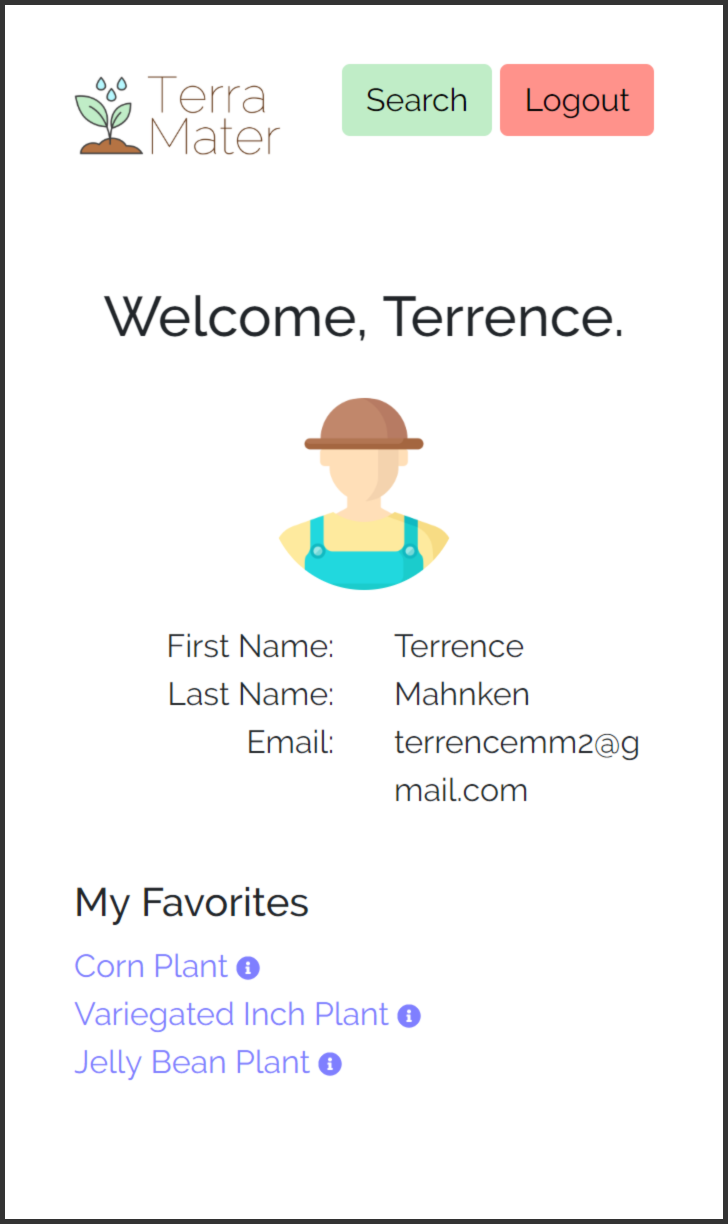 Terra
Mater
Search
Logout
Welcome, Terrence.
First Name: Terrence
Last Name: Mahnken
Email: terrencemm2@g
mail.com
My Favorites
Corn Plant
Variegated Inch Plant
Jelly Bean Plant